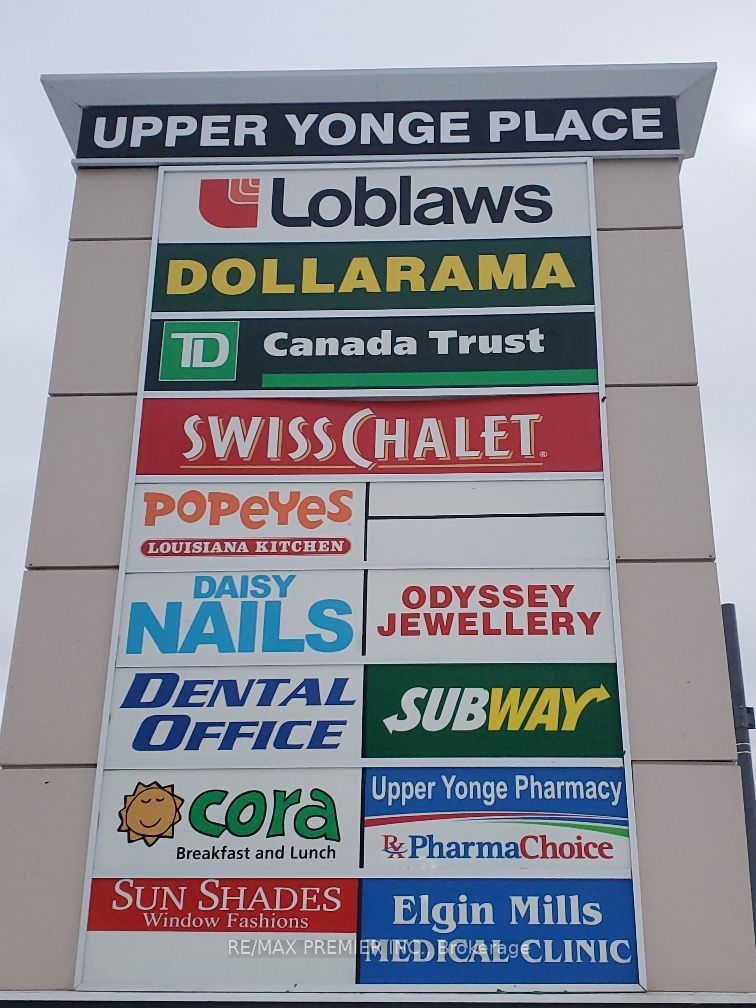 UPPER YONGE PLACE
Loblaws
DOLLARAMA
TD Canada Trust
SWISS CHALET®
POPEYES
LOUISIANA KITCHEN
DAISY
NAILS
ODYSSEY
JEWELLERY
DENTAL
OFFICE
SUBWAY
cora
Breakfast and Lunch
Upper Yonge Pharmacy
Rx PharmaChoice
SUN SHADES
Window Fashions
Elgin Mills
MEDICAL CLINIC
RE/MAX PREMIER INC., Brokerage